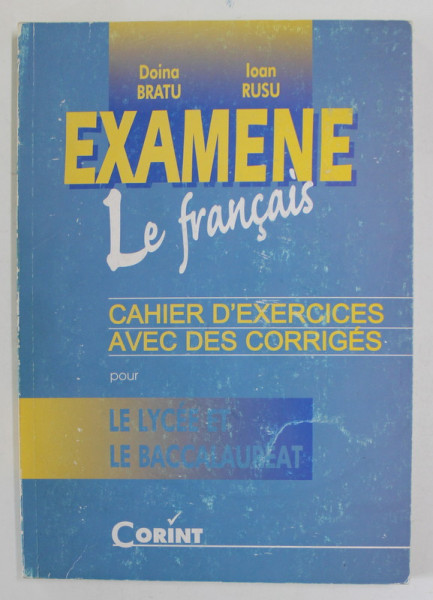 Doina Ioan
BRATU RUSU
EXAMENE
Le français
CAHIER D'EXERCICES
AVEC DES CORRIGÉS
pour
LE LYCÉE ET
LE BACCALAURÉAT
CORINT